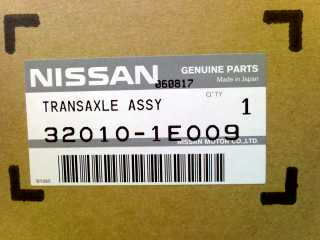 NISSAN GENUINE PARTS
Made in Japan
060817
TRANSAXLE ASSY
Q'TY
1
32010-1E009
NISSAN MOTOR CO.,LTD.